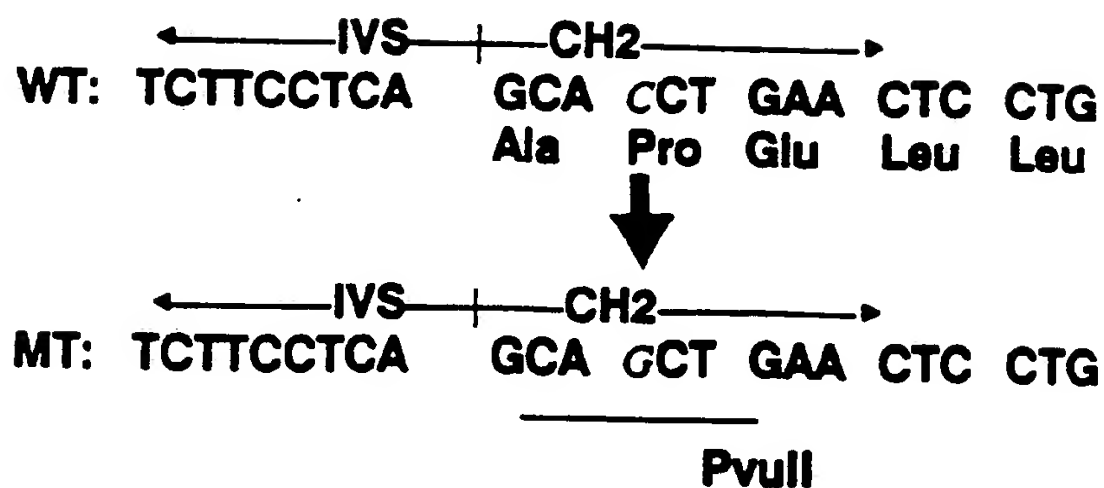 IVS CH2
WT: TCTTCCTCA GCA CCT GAA CTC CTG
Ala Pro Glu Leu Leu
IVS CH2
MT: TCTTCCTCA GCA GCT GAA CTC CTG
PvuII